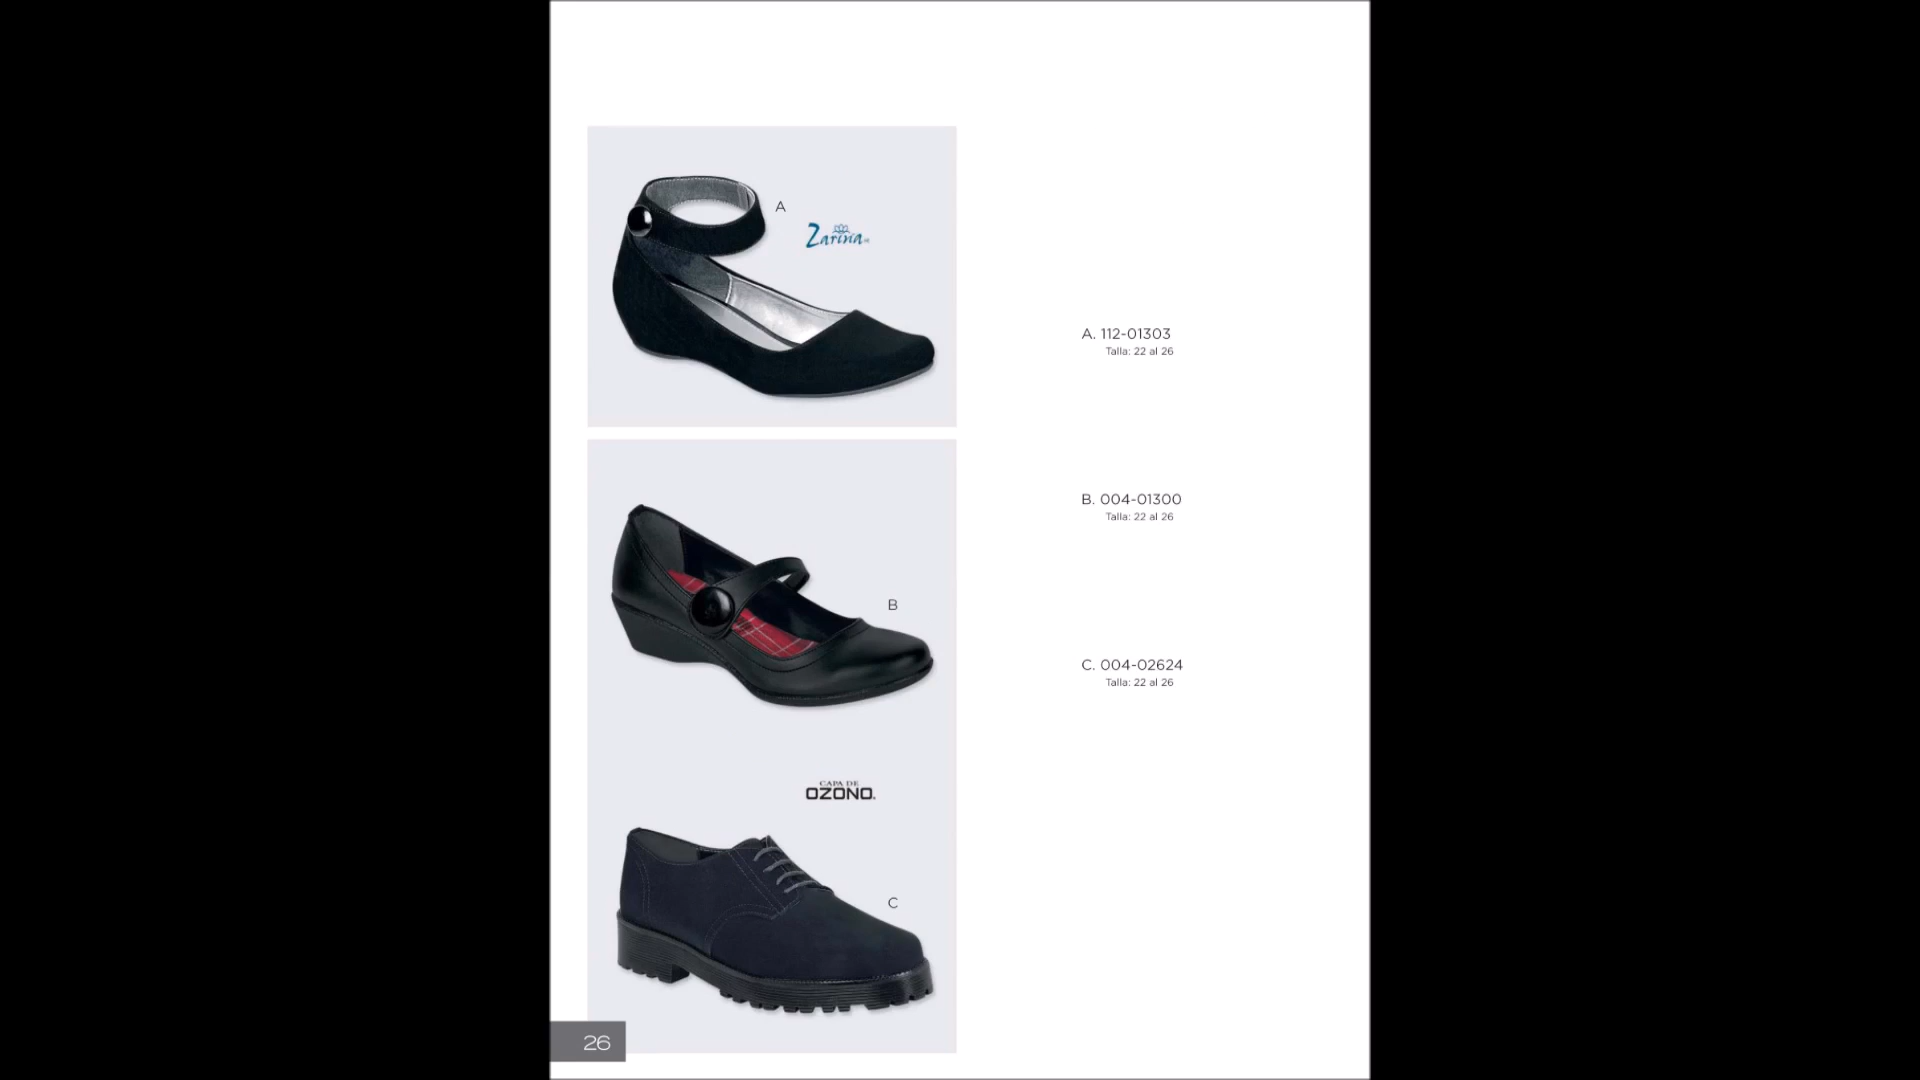 A
Zarina
A. 112-01303
Talla: 22 al 26
B. 004-01300
Talla: 22 al 26
B
C. 004-02624
Talla: 22 al 26
CAPA DE
OZONO.
C
26